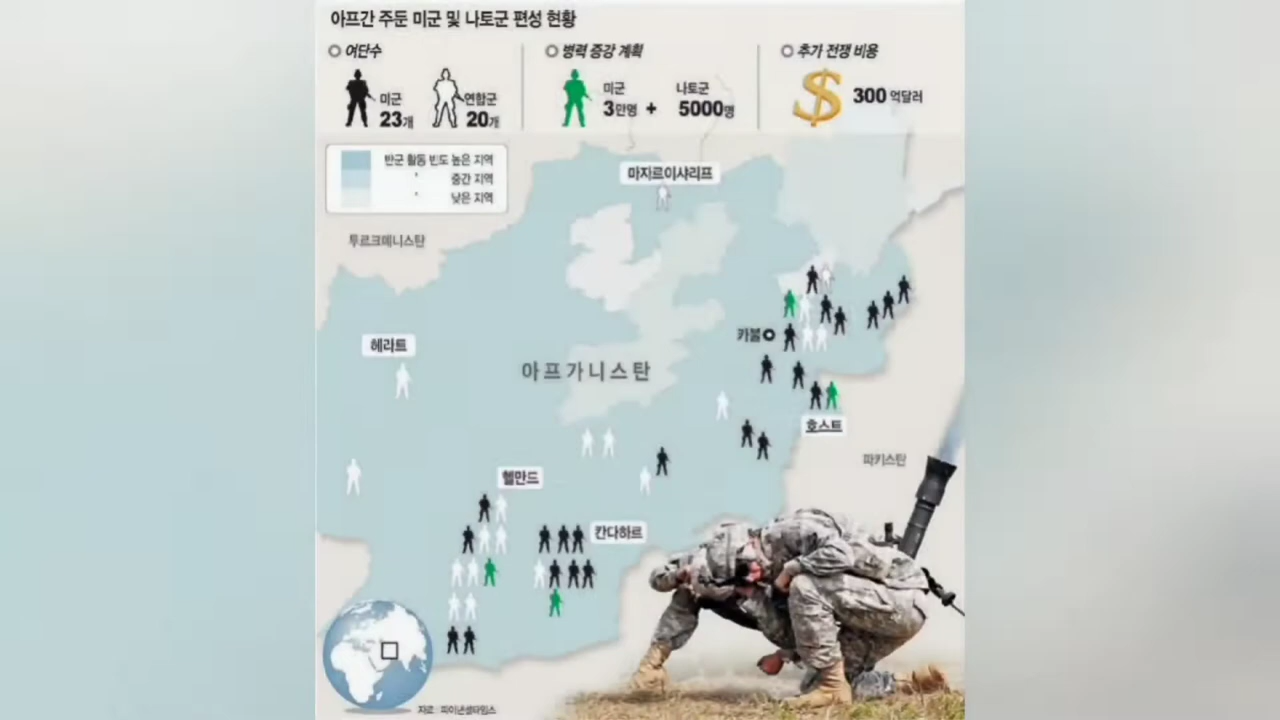 아프간 주둔 미군 및 나토군 편성 현황
여단수
미군
23개
연합군
20개
병력 증강 계획
미군
3만명 +
나토군
5000명
추가 전쟁 비용
$
300 억달러
반군 활동 빈도 높은 지역
〃 중간 지역
〃 낮은 지역
마자르이샤리프
투르크메니스탄
헤라트
카불
아프가니스탄
호스트
파키스탄
헬만드
칸다하르
자료 : 파이낸셜타임스